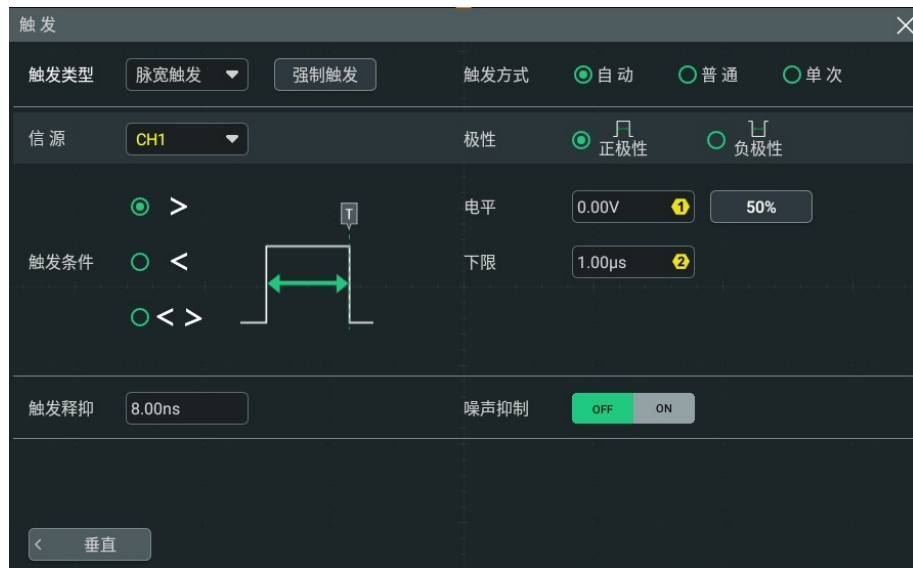 触发
触发类型 脉宽触发 强制触发 触发方式 自动 普通 单次
信源 CH1 极性 正极性 负极性
> T 电平 0.00V 1 50%
触发条件 < 下限 1.00μs 2
< >
触发释抑 8.00ns 噪声抑制 OFF ON
< 垂直